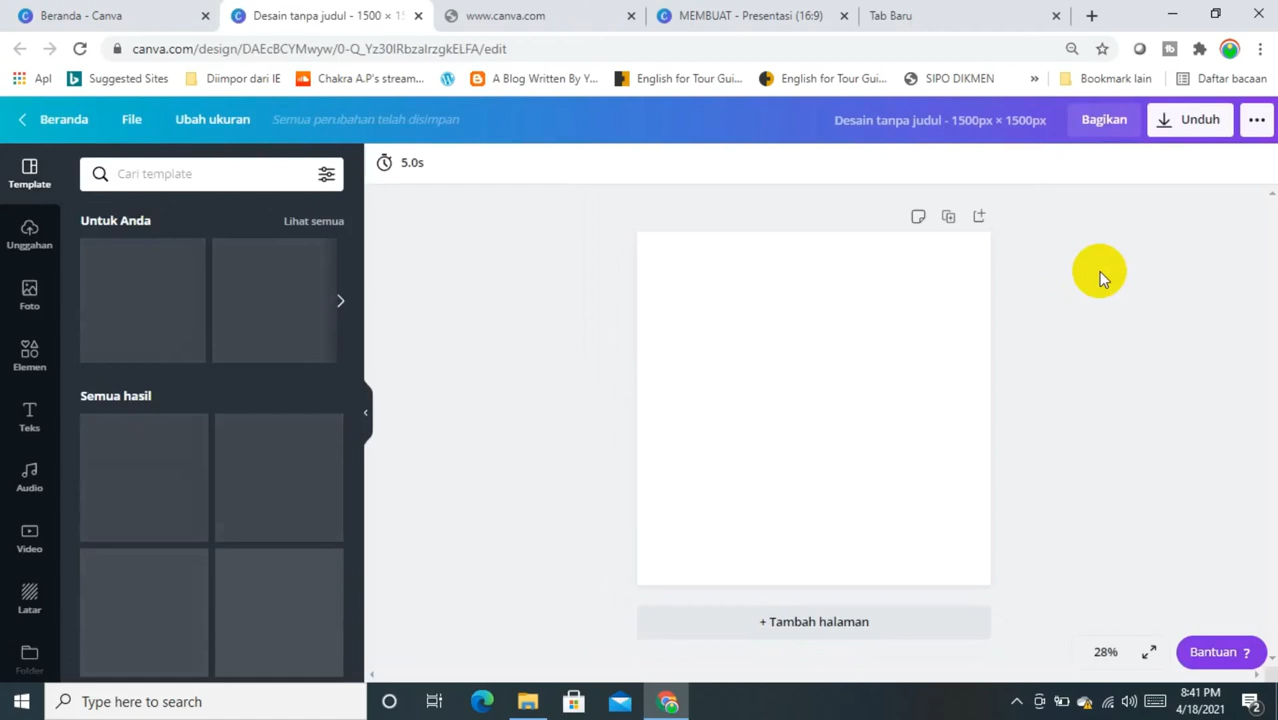 Beranda - Canva
Desain tanpa judul - 1500 × 1
www.canva.com
MEMBUAT - Presentasi (16:9)
Tab Baru
canva.com/design/DAEcBCYMwyw/0-Q_Yz30IRbzaIrzgkELFA/edit
Apl
Suggested Sites
Diimpor dari IE
Chakra A.P's stream...
A Blog Written By Y...
English for Tour Gui...
English for Tour Gui...
SIPO DIKMEN
»
Bookmark lain
Daftar bacaan
Beranda
File
Ubah ukuran
Semua perubahan telah disimpan
Desain tanpa judul - 1500px × 1500px
Bagikan
Unduh
Template
Cari template
5.0s
Untuk Anda
Lihat semua
Unggahan
Foto
Elemen
Semua hasil
Teks
Audio
Video
Latar
Folder
+ Tambah halaman
28%
Bantuan ?
Type here to search
8:41 PM
4/18/2021
2